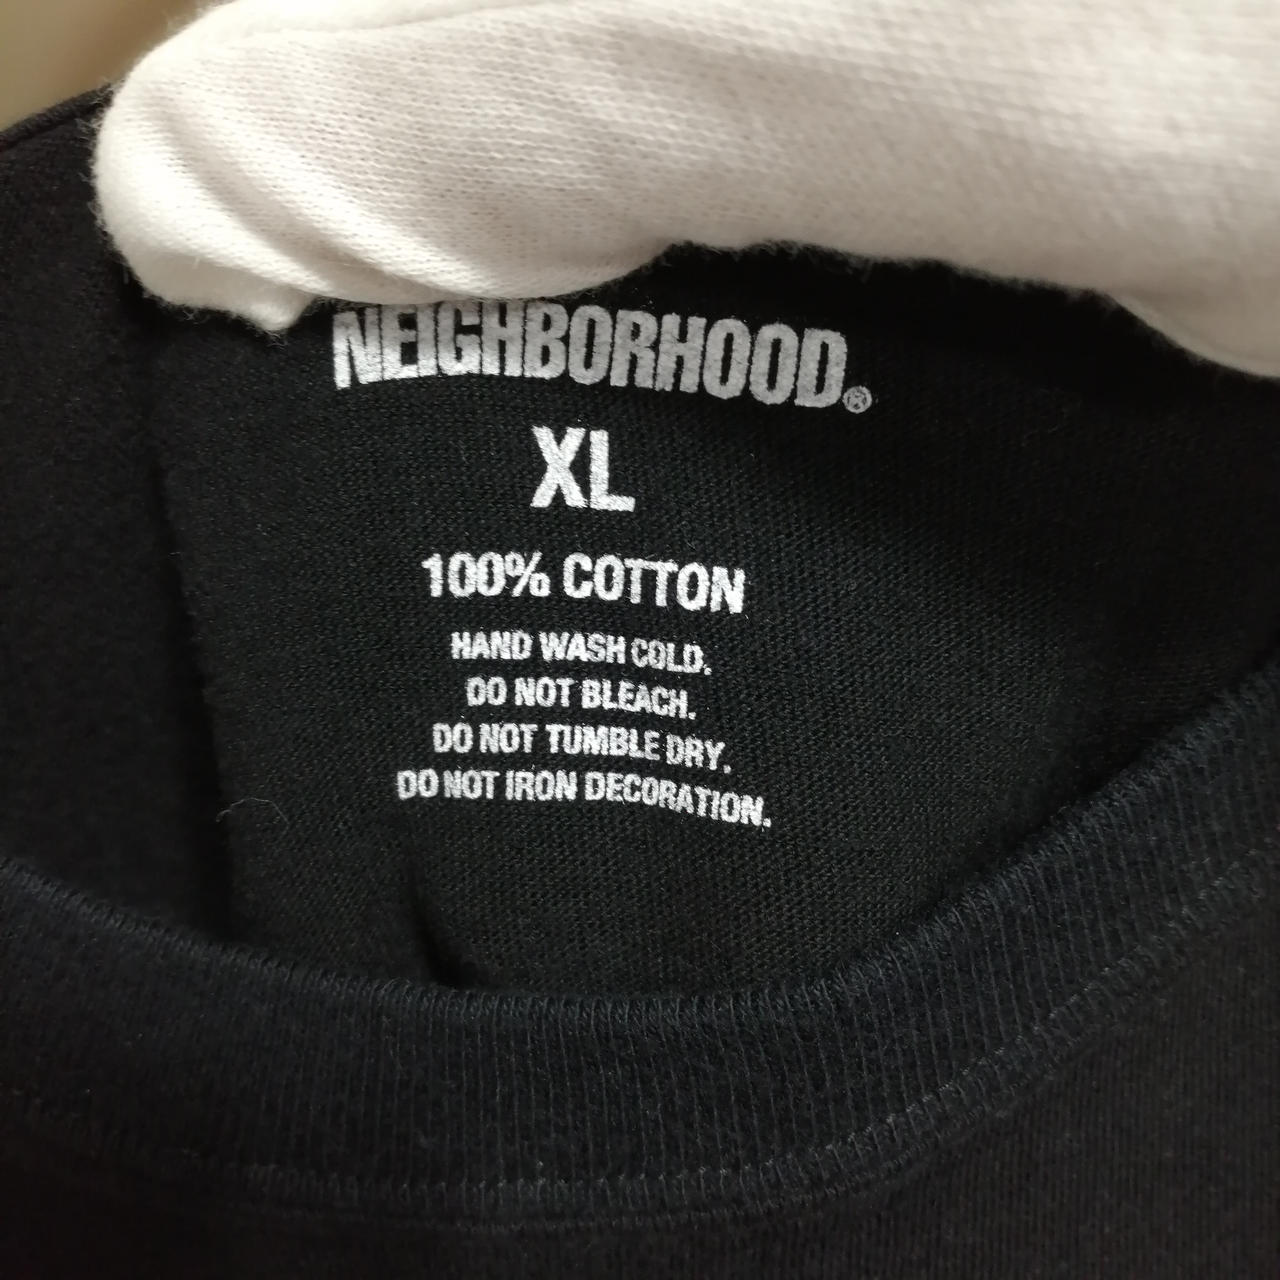 NEIGHBORHOOD®
XL
100% COTTON
HAND WASH COLD.
DO NOT BLEACH.
DO NOT TUMBLE DRY.
DO NOT IRON DECORATION.